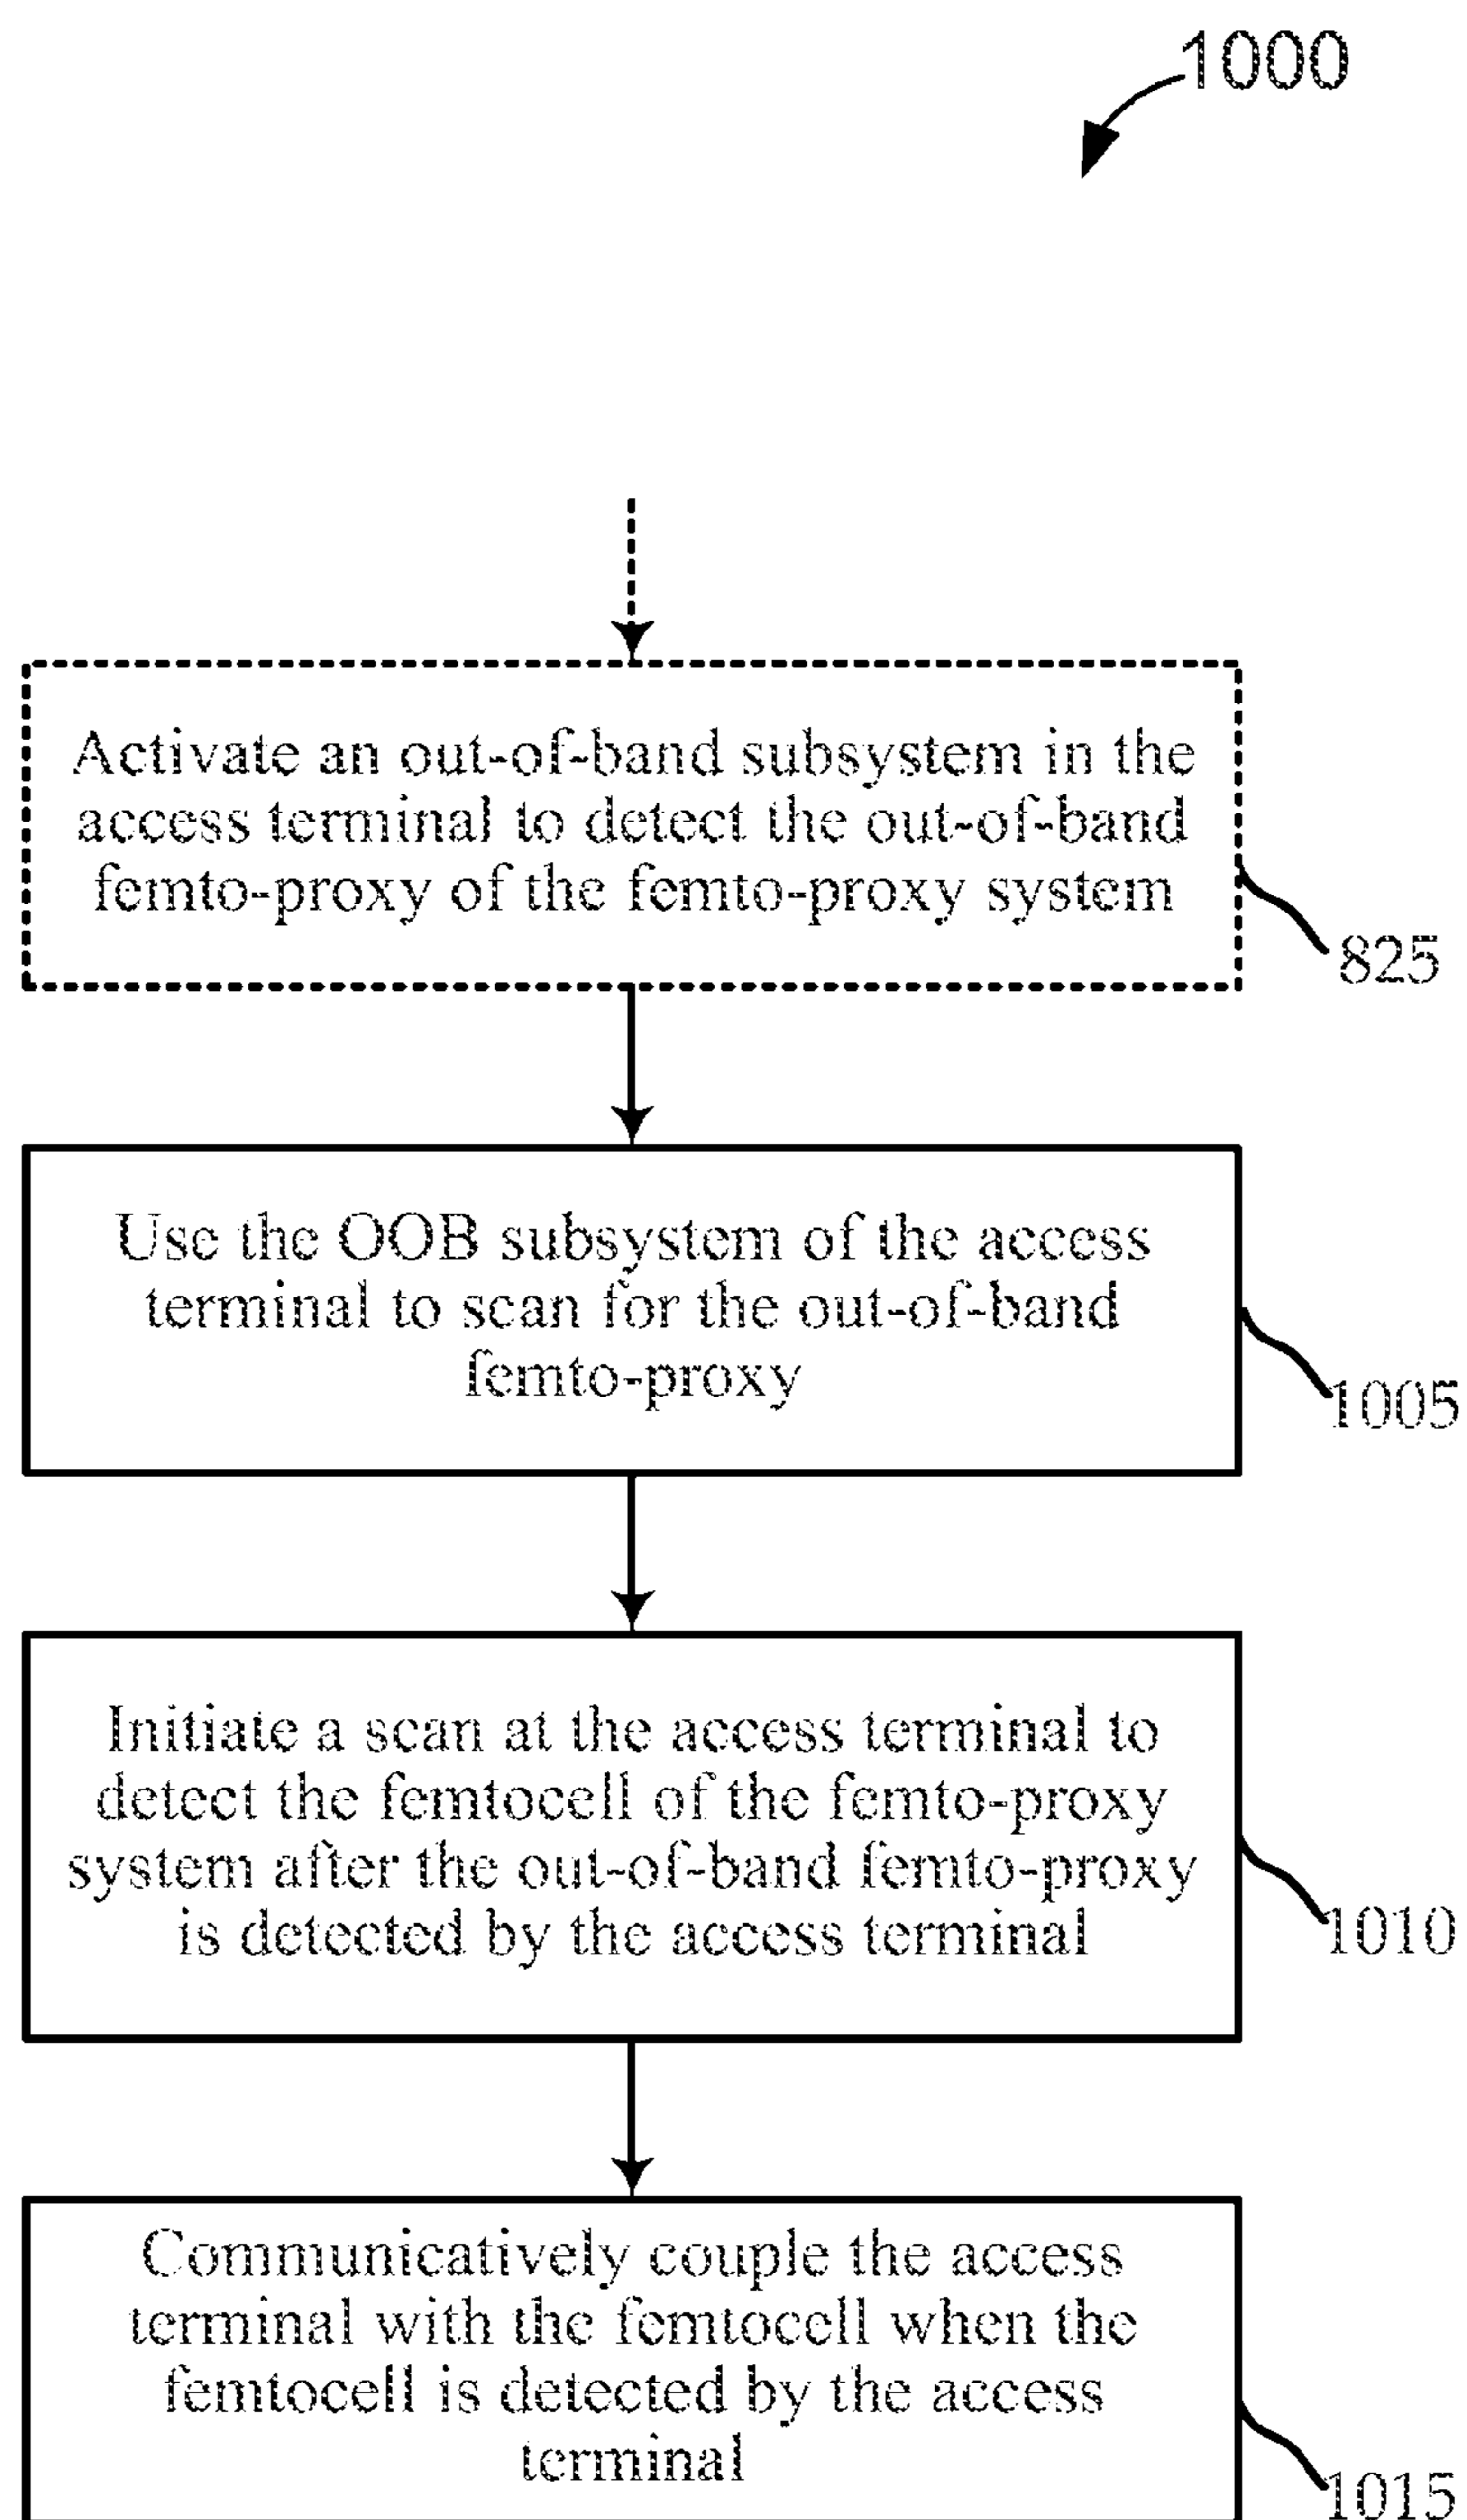 1000
Activate an out-of-band subsystem in the
access terminal to detect the out-of-band
femto-proxy of the femto-proxy system
825
Use the OOB subsystem of the access
terminal to scan for the out-of-band
femto-proxy
1005
Initiate a scan at the access terminal to
detect the femtocell of the femto-proxy
system after the out-of-band femto-proxy
is detected by the access terminal
1010
Communicatively couple the access
terminal with the femtocell when the
femtocell is detected by the access
terminal
1015